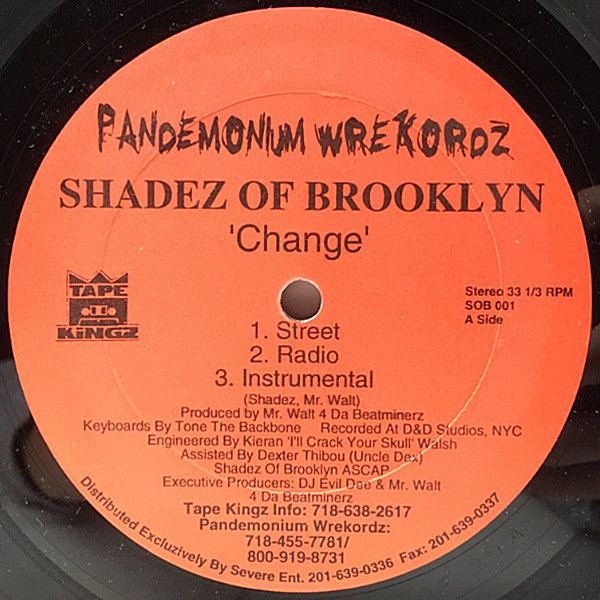 PANDEMONIUM WREKORDZ
SHADEZ OF BROOKLYN
'Change'
TAPE
KiNGZ
Stereo 33 1/3 RPM
SOB 001
A Side
1. Street
2. Radio
3. Instrumental
(Shadez, Mr. Walt)
Produced by Mr. Walt 4 Da Beatminerz
Keyboards By Tone The Backbone Recorded At D&D Studios, NYC
Engineered By Kieran 'I'll Crack Your Skull' Walsh
Assisted By Dexter Thibou (Uncle Dex)
Shadez Of Brooklyn ASCAP
Executive Producers: DJ Evil Dee & Mr. Walt
4 Da Beatminerz
Tape Kingz Info: 718-638-2617
Pandemonium Wrekordz:
718-455-7781/
800-919-8731
Distributed Excluzively By Severe Ent. 201-639-0336 Fax: 201-639-0337